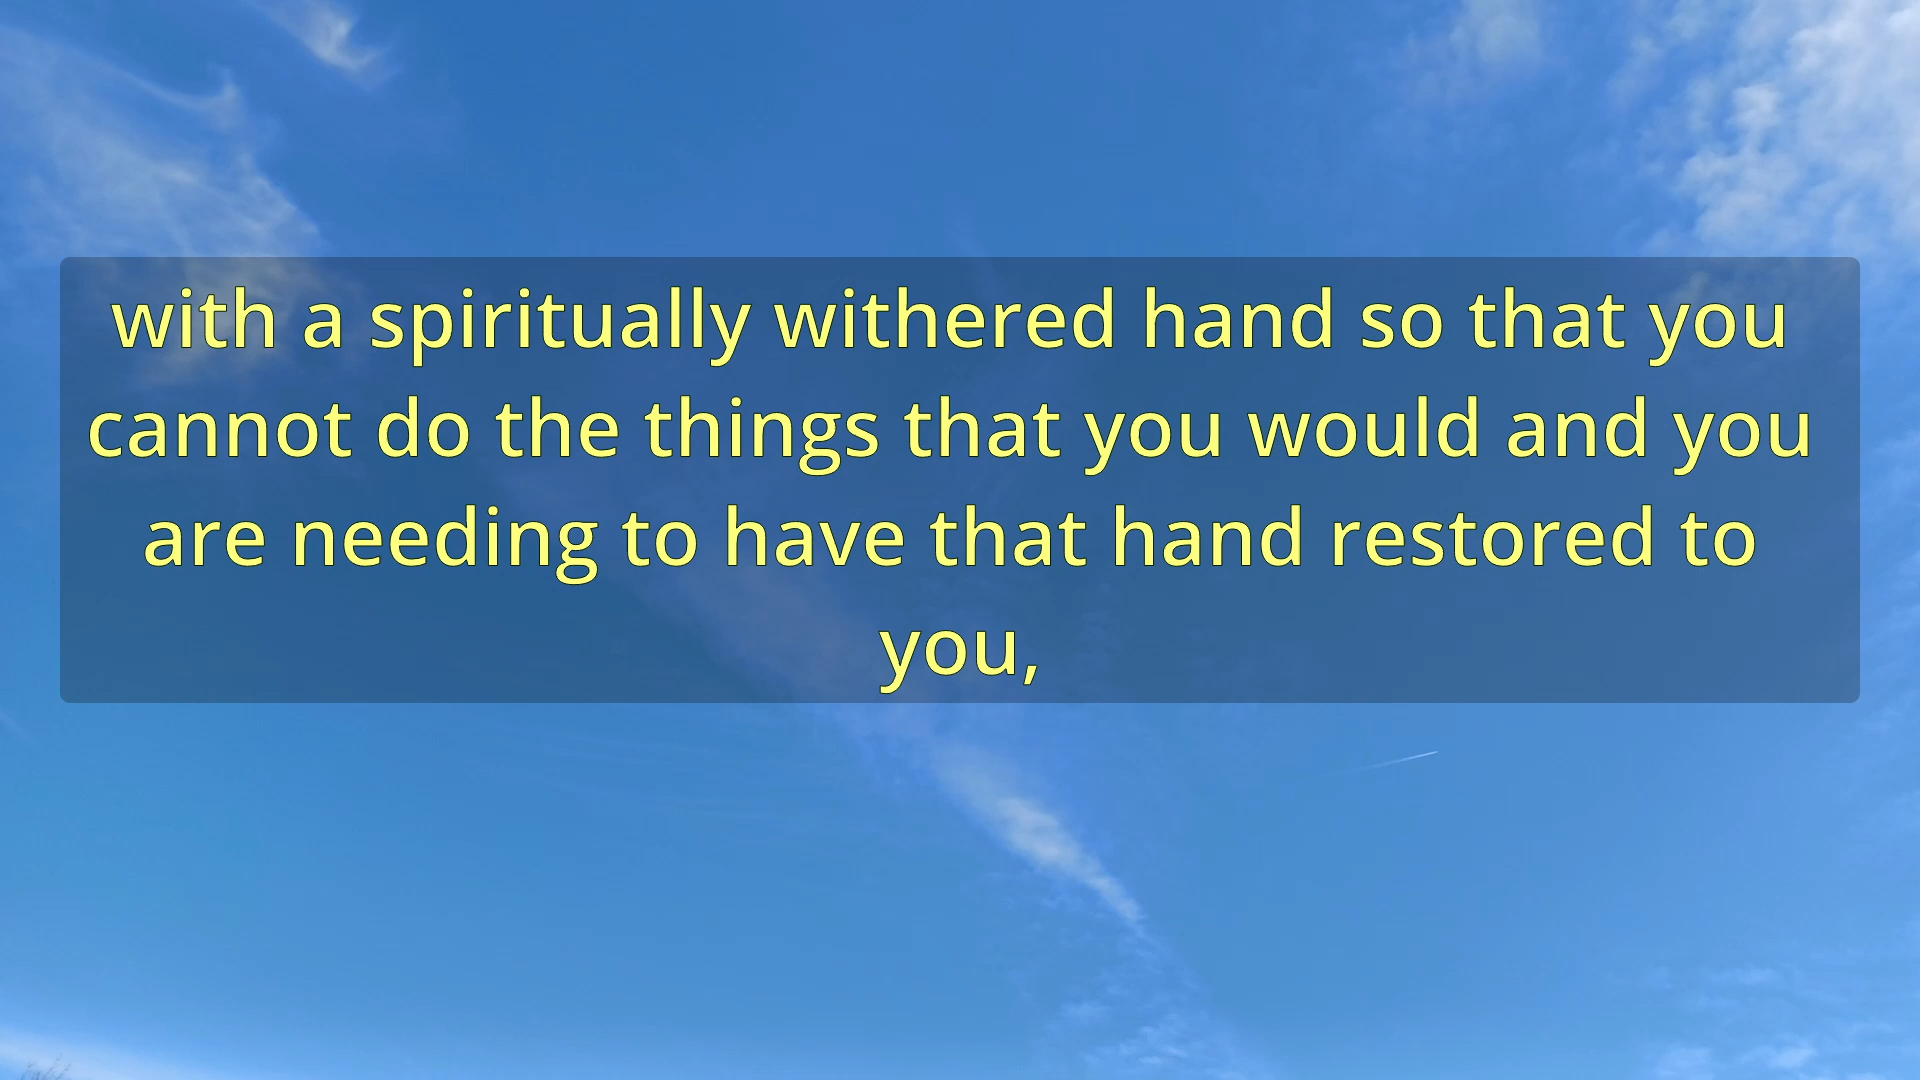 with a spiritually withered hand so that you
cannot do the things that you would and you
are needing to have that hand restored to
you,